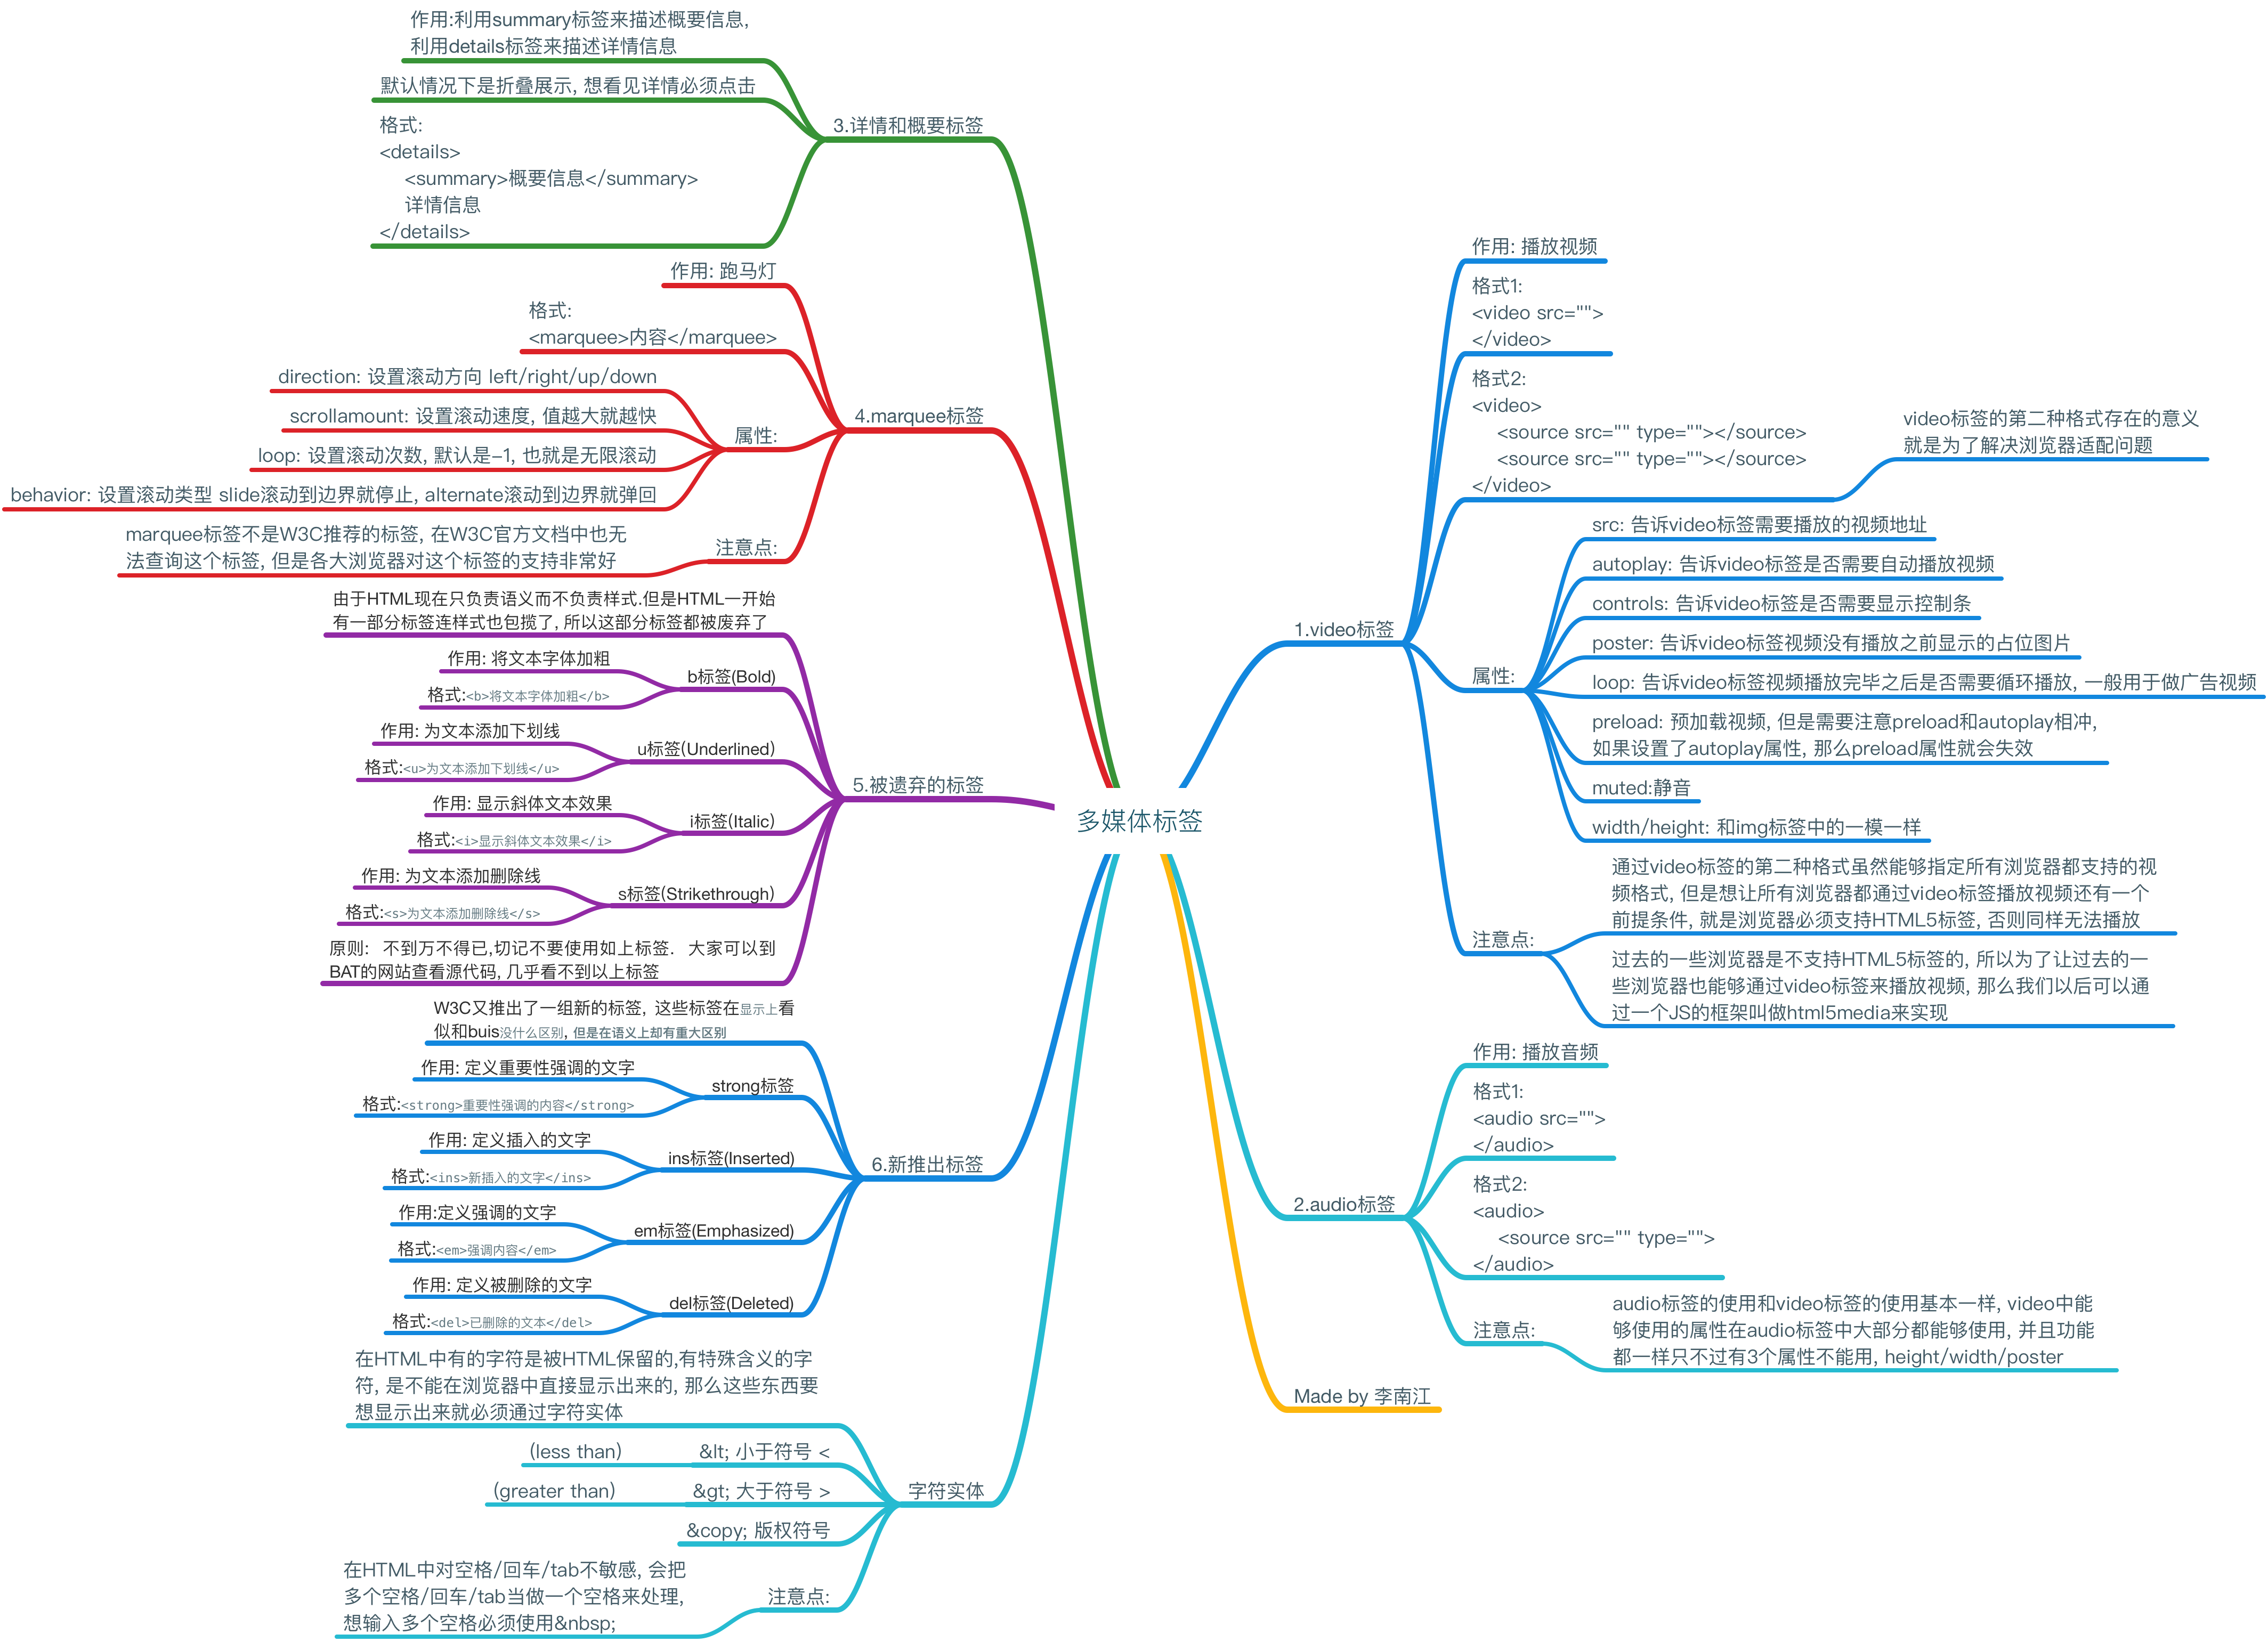 多媒体标签
1.video标签
作用: 播放视频
格式1:
<video src="">
</video>
格式2:
<video>
<source src="" type=""></source>
<source src="" type=""></source>
</video>
video标签的第二种格式存在的意义
就是为了解决浏览器适配问题
属性:
src: 告诉video标签需要播放的视频地址
autoplay: 告诉video标签是否需要自动播放视频
controls: 告诉video标签是否需要显示控制条
poster: 告诉video标签视频没有播放之前显示的占位图片
loop: 告诉video标签视频播放完毕之后是否需要循环播放, 一般用于做广告视频
preload: 预加载视频, 但是需要注意preload和autoplay相冲,
如果设置了autoplay属性, 那么preload属性就会失效
muted:静音
width/height: 和img标签中的一模一样
注意点:
通过video标签的第二种格式虽然能够指定所有浏览器都支持的视
频格式, 但是想让所有浏览器都通过video标签播放视频还有一个
前提条件, 就是浏览器必须支持HTML5标签, 否则同样无法播放
过去的一些浏览器是不支持HTML5标签的, 所以为了让过去的一
些浏览器也能够通过video标签来播放视频, 那么我们以后可以通
过一个JS的框架叫做html5media来实现
2.audio标签
作用: 播放音频
格式1:
<audio src="">
</audio>
格式2:
<audio>
<source src="" type="">
</audio>
注意点:
audio标签的使用和video标签的使用基本一样, video中能
够使用的属性在audio标签中大部分都能够使用, 并且功能
都一样只不过有3个属性不能用, height/width/poster
Made by 李南江
3.详情和概要标签
作用:利用summary标签来描述概要信息,
利用details标签来描述详情信息
默认情况下是折叠展示, 想看见详情必须点击
格式:
<details>
<summary>概要信息</summary>
详情信息
</details>
4.marquee标签
作用: 跑马灯
格式:
<marquee>内容</marquee>
属性:
direction: 设置滚动方向 left/right/up/down
scrollamount: 设置滚动速度, 值越大就越快
loop: 设置滚动次数, 默认是-1, 也就是无限滚动
behavior: 设置滚动类型 slide滚动到边界就停止, alternate滚动到边界就弹回
注意点:
marquee标签不是W3C推荐的标签, 在W3C官方文档中也无
法查询这个标签, 但是各大浏览器对这个标签的支持非常好
5.被遗弃的标签
由于HTML现在只负责语义而不负责样式.但是HTML一开始
有一部分标签连样式也包揽了, 所以这部分标签都被废弃了
b标签(Bold)
作用: 将文本字体加粗
格式:<b>将文本字体加粗</b>
u标签(Underlined)
作用: 为文本添加下划线
格式:<u>为文本添加下划线</u>
i标签(Italic)
作用: 显示斜体文本效果
格式:<i>显示斜体文本效果</i>
s标签(Strikethrough)
作用: 为文本添加删除线
格式:<s>为文本添加删除线</s>
原则: 不到万不得已,切记不要使用如上标签. 大家可以到
BAT的网站查看源代码, 几乎看不到以上标签
6.新推出标签
W3C又推出了一组新的标签, 这些标签在显示上看
似和buis没什么区别, 但是在语义上却有重大区别
strong标签
作用: 定义重要性强调的文字
格式:<strong>重要性强调的内容</strong>
ins标签(Inserted)
作用: 定义插入的文字
格式:<ins>新插入的文字</ins>
em标签(Emphasized)
作用:定义强调的文字
格式:<em>强调内容</em>
del标签(Deleted)
作用: 定义被删除的文字
格式:<del>已删除的文本</del>
字符实体
在HTML中有的字符是被HTML保留的,有特殊含义的字
符, 是不能在浏览器中直接显示出来的, 那么这些东西要
想显示出来就必须通过字符实体
&lt; 小于符号 <
(less than)
&gt; 大于符号 >
(greater than)
&copy; 版权符号
注意点:
在HTML中对空格/回车/tab不敏感, 会把
多个空格/回车/tab当做一个空格来处理,
想输入多个空格必须使用&nbsp;